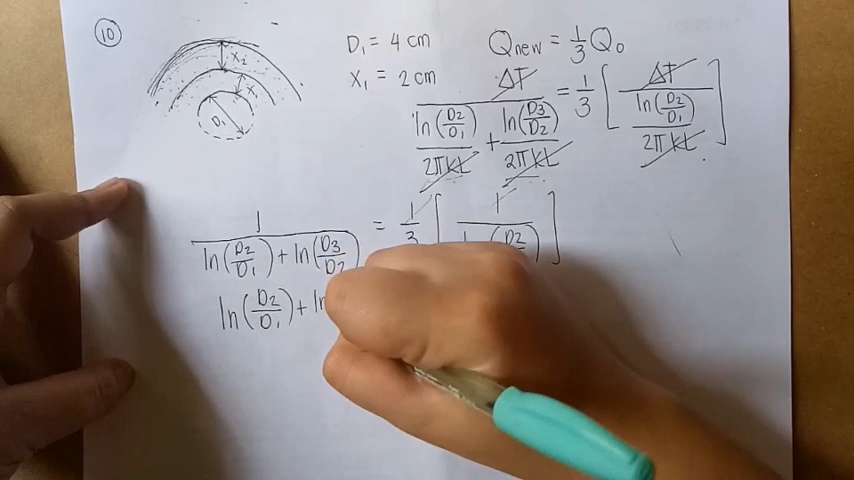 10
X2
X1
D1
D1 = 4 cm
X1 = 2 cm
Qnew = 1/3 Qo
ΔT / [ln(D2/D1) / 2πkL + ln(D3/D2) / 2πkL] = 1/3 [ΔT / (ln(D2/D1) / 2πkL)]
1 / [ln(D2/D1) + ln(D3/D2)] = 1/3 [1 / (D2
ln(D2/D1) + ln